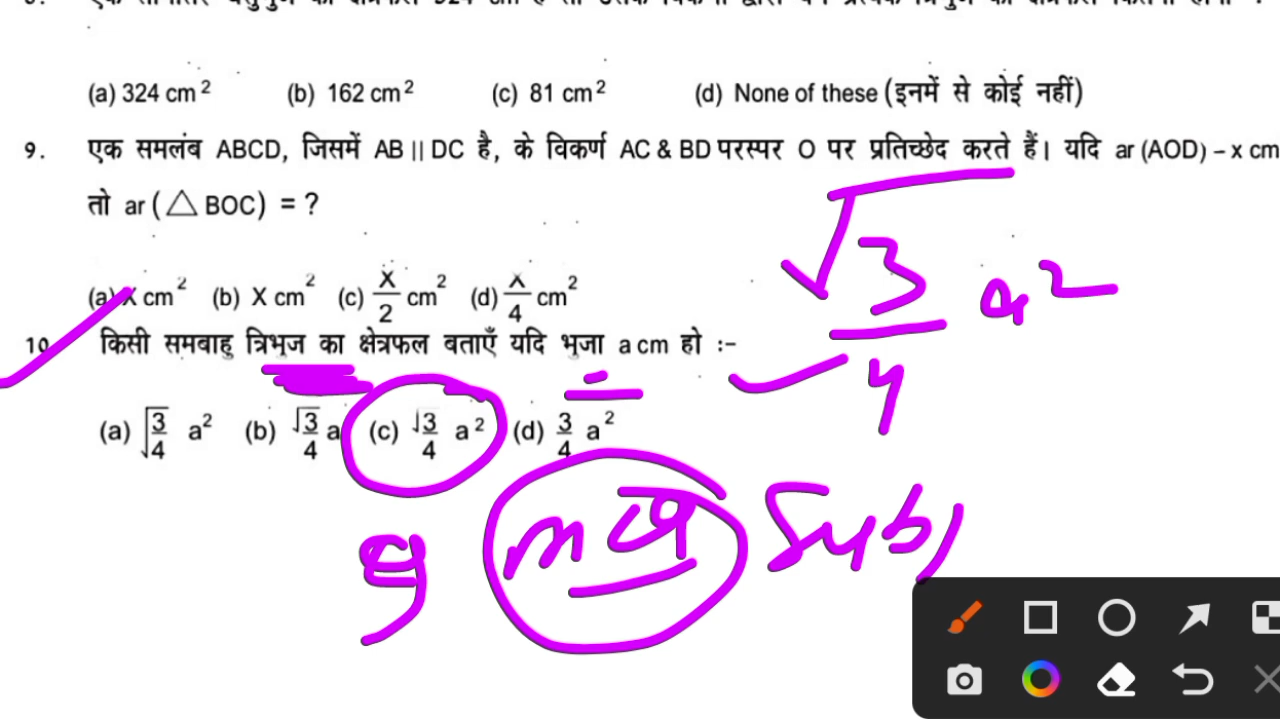 (a) 324 cm² (b) 162 cm² (c) 81 cm² (d) None of these (इनमें से कोई नहीं)
9. एक समलंब ABCD, जिसमें AB || DC है, के विकर्ण AC & BD परस्पर O पर प्रतिच्छेद करते हैं। यदि ar (AOD) – x cm
तो ar (△ BOC) = ?
(a) x cm² (b) X cm² (c) X/2 cm² (d) X/4 cm²
10 किसी समबाहु त्रिभुज का क्षेत्रफल बताएँ यदि भुजा a cm हो :–
(a) √(3/4) a² (b) √3/4 a (c) √3/4 a² (d) 3/4 a²
√3/4 a²